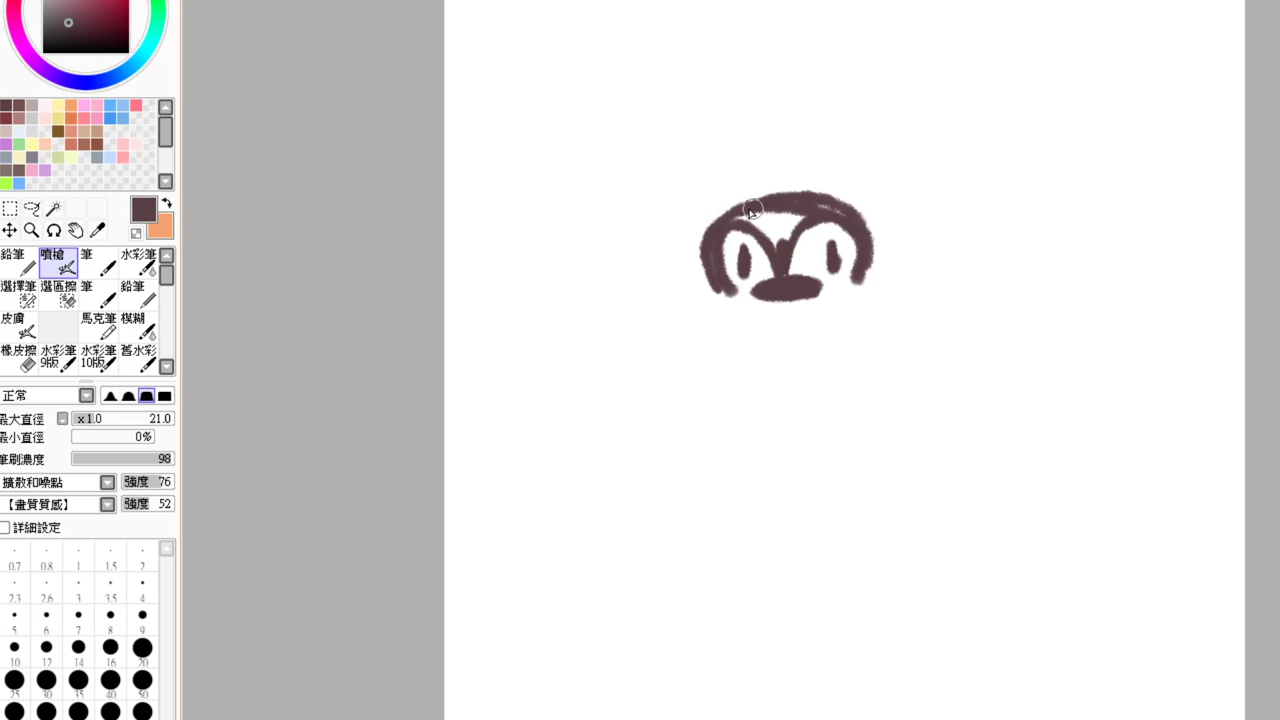 鉛筆 噴槍 筆 水彩筆
選擇筆 選區擦 筆 鉛筆
皮膚 馬克筆 模糊
橡皮擦 水彩筆 水彩筆 舊水彩
9版 10版
正常
最大直徑 x1.0 21.0
最小直徑 0%
筆刷濃度 98
擴散和噪點 強度 76
【畫質質感】 強度 52
詳細設定
0.7 0.8 1 1.5 2
2.3 2.6 3 3.5 4
5 6 7 8 9
10 12 14 16 20
25 30 35 40 50